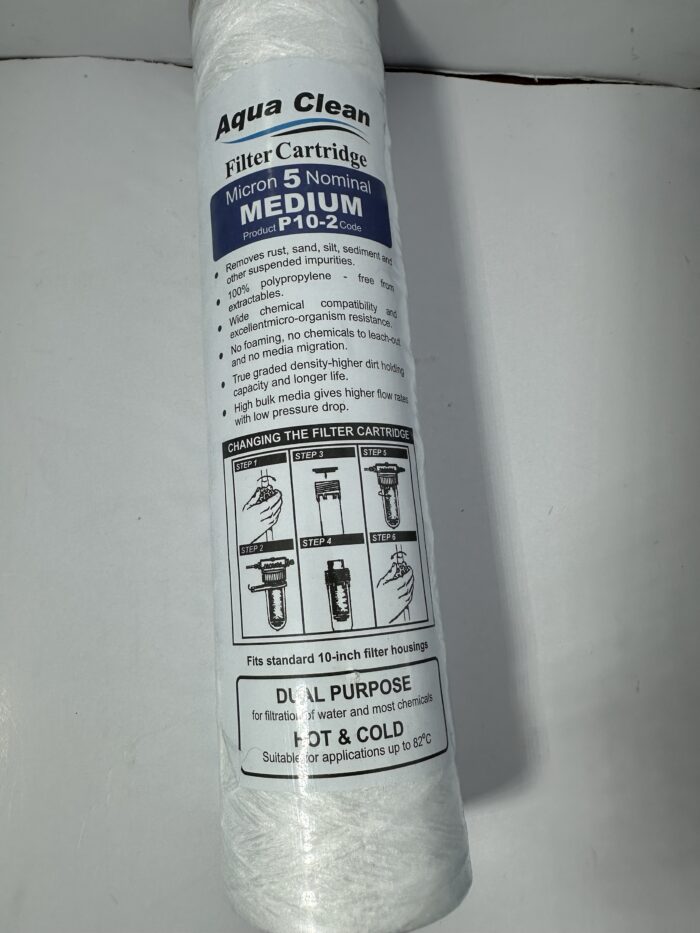 Aqua Clean
Filter Cartridge
Micron 5 Nominal
MEDIUM
Product P10-2 Code
• Removes rust, sand, silt, sediment and
other suspended impurities.
• 100% polypropylene - free from
extractables.
• Wide chemical compatibility and
excellentmicro-organism resistance.
• No foaming, no chemicals to leach-out
and no media migration.
• True graded density-higher dirt holding
capacity and longer life.
• High bulk media gives higher flow rates
with low pressure drop.
CHANGING THE FILTER CARTRIDGE
STEP 1
STEP 3
STEP 5
STEP 2
STEP 4
STEP 6
Fits standard 10-inch filter housings
DUAL PURPOSE
for filtration of water and most chemicals
HOT & COLD
Suitable for applications up to 82°C